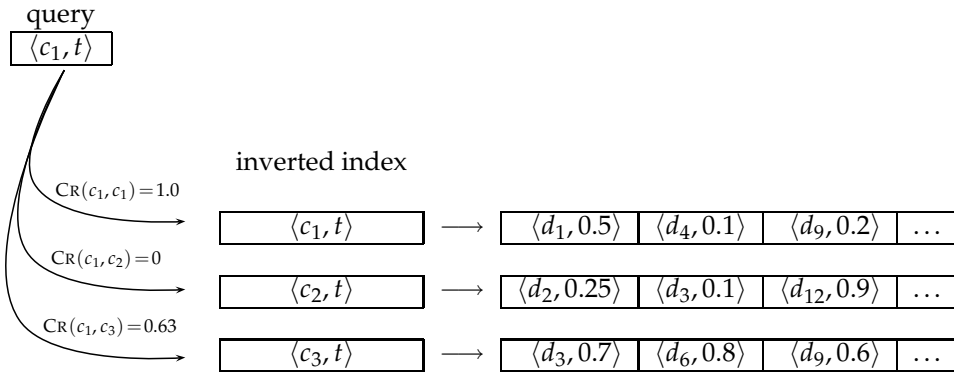 query
⟨c₁, t⟩
inverted index
CR(c₁, c₁) = 1.0
⟨c₁, t⟩ ⟶ ⟨d₁, 0.5⟩ ⟨d₄, 0.1⟩ ⟨d₉, 0.2⟩ …
CR(c₁, c₂) = 0
⟨c₂, t⟩ ⟶ ⟨d₂, 0.25⟩ ⟨d₃, 0.1⟩ ⟨d₁₂, 0.9⟩ …
CR(c₁, c₃) = 0.63
⟨c₃, t⟩ ⟶ ⟨d₃, 0.7⟩ ⟨d₆, 0.8⟩ ⟨d₉, 0.6⟩ …